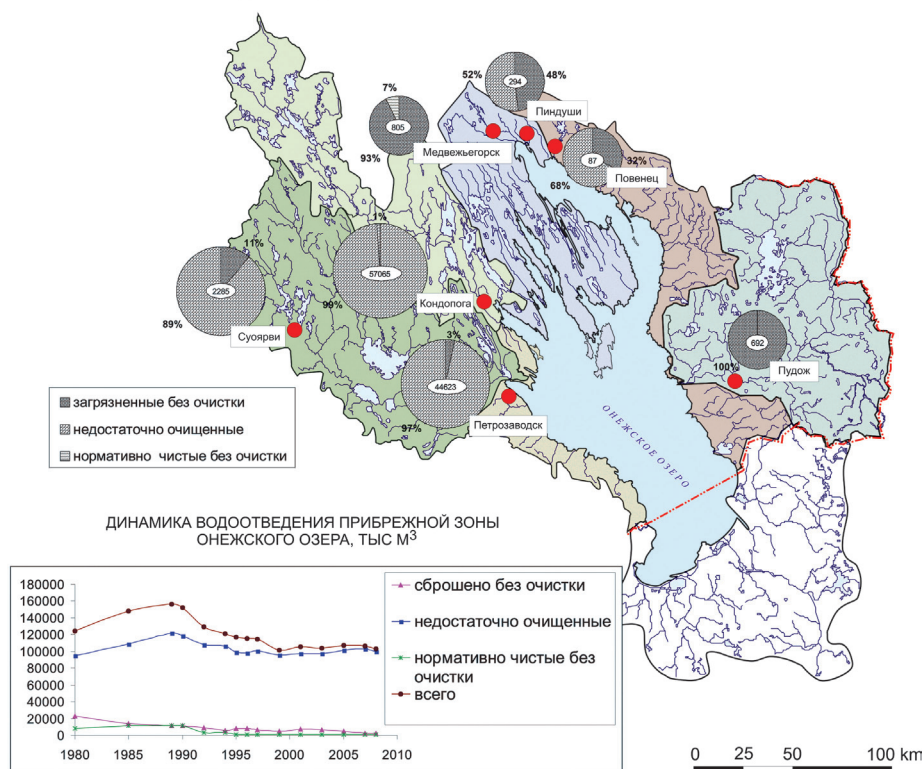 52%
294
48%
7%
805
93%
Пиндуши
Медвежьегорск
87
32%
Повенец
68%
1%
57065
99%
11%
2285
89%
Кондопога
Суоярви
3%
44623
97%
Петрозаводск
692
100%
Пудож
ОНЕЖСКОЕ ОЗЕРО
загрязненные без очистки
недостаточно очищенные
нормативно чистые без очистки
ДИНАМИКА ВОДООТВЕДЕНИЯ ПРИБРЕЖНОЙ ЗОНЫ
ОНЕЖСКОГО ОЗЕРА, ТЫС М³
180000
160000
140000
120000
100000
80000
60000
40000
20000
0
1980 1985 1990 1995 2000 2005 2010
сброшено без очистки
недостаточно очищенные
нормативно чистые без
очистки
всего
0 25 50 100 km